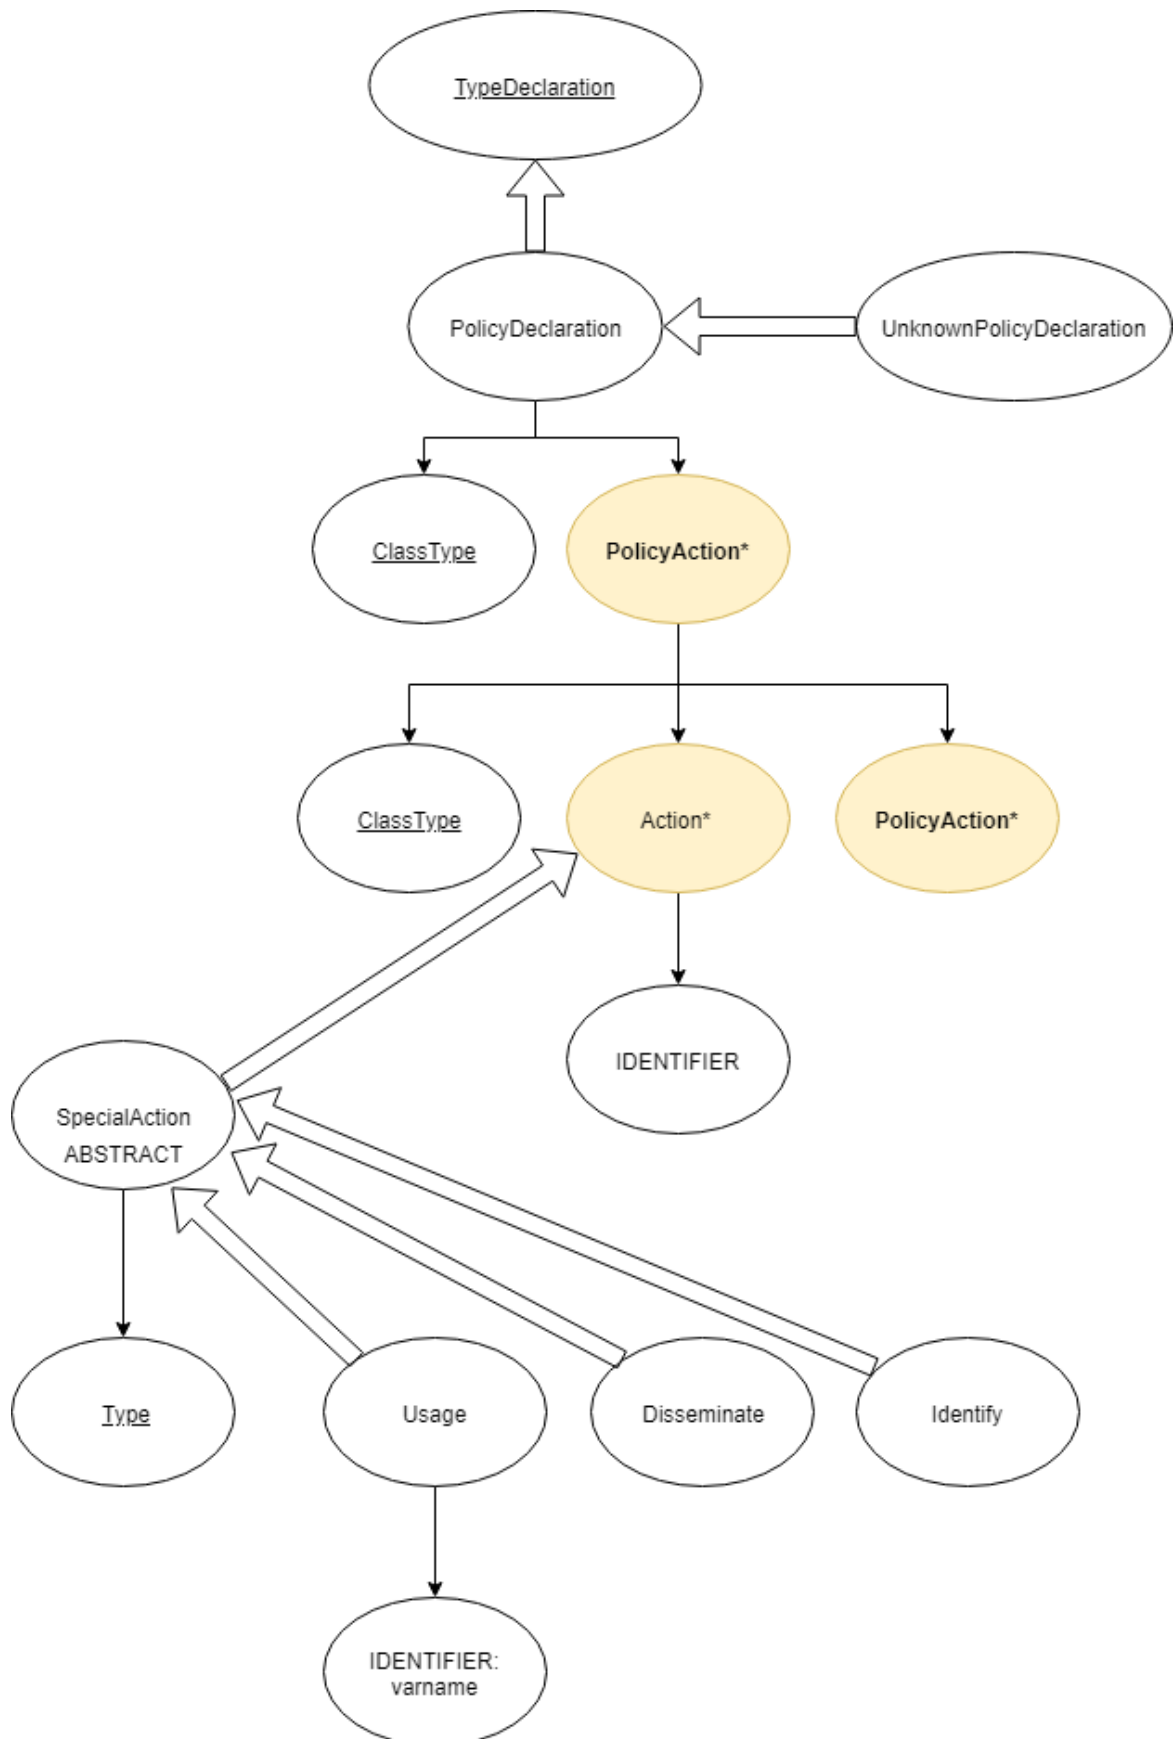 TypeDeclaration
PolicyDeclaration
UnknownPolicyDeclaration
ClassType
PolicyAction*
ClassType
Action*
PolicyAction*
IDENTIFIER
SpecialAction
ABSTRACT
Type
Usage
Disseminate
Identify
IDENTIFIER:
varname